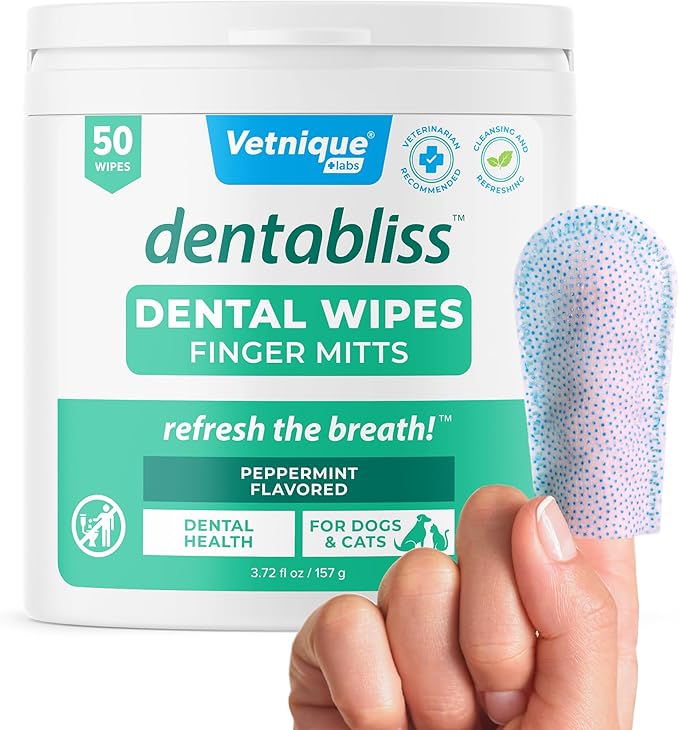 50
WIPES
Vetnique®
labs
VETERINARIAN
RECOMMENDED
CLEANSING AND
REFRESHING
dentabliss™
DENTAL WIPES
FINGER MITTS
refresh the breath!™
PEPPERMINT
FLAVORED
DENTAL
HEALTH
FOR DOGS
& CATS
3.72 fl oz / 157 g